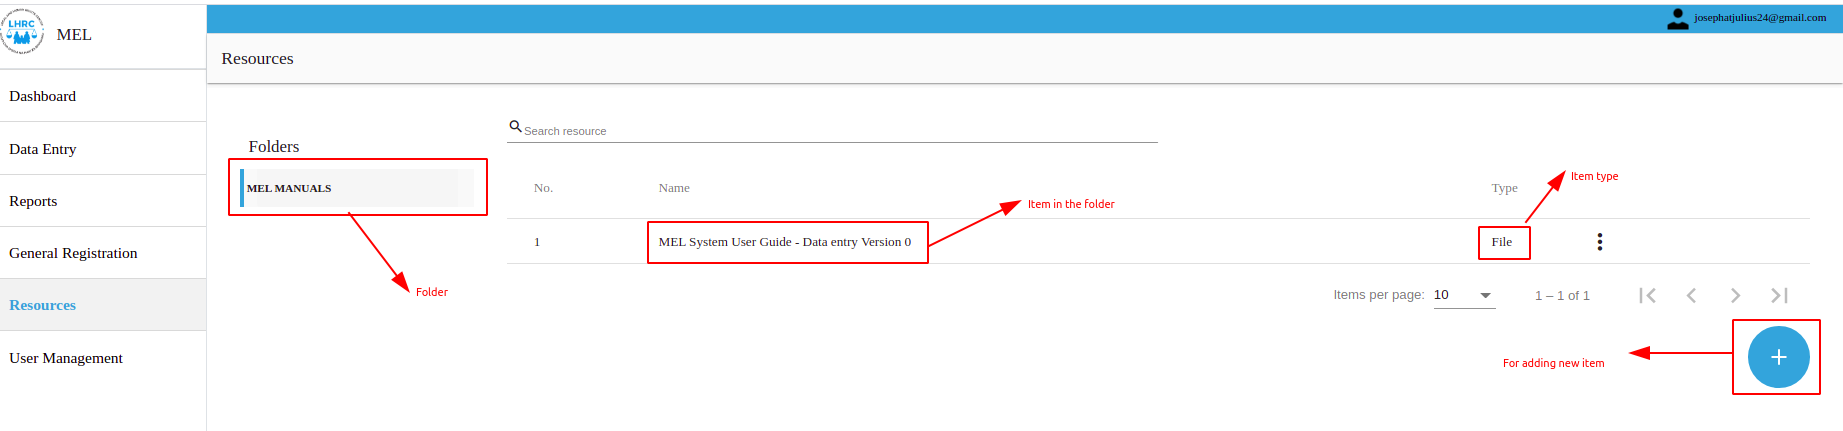 LHRC
MEL
josephatjulius24@gmail.com
Resources
Dashboard
Data Entry
Reports
General Registration
Resources
User Management
Folders
MEL MANUALS
Folder
Search resource
No. Name Type
Item in the folder
Item type
1 MEL System User Guide - Data entry Version 0 File
Items per page: 10 1 – 1 of 1
For adding new item
+